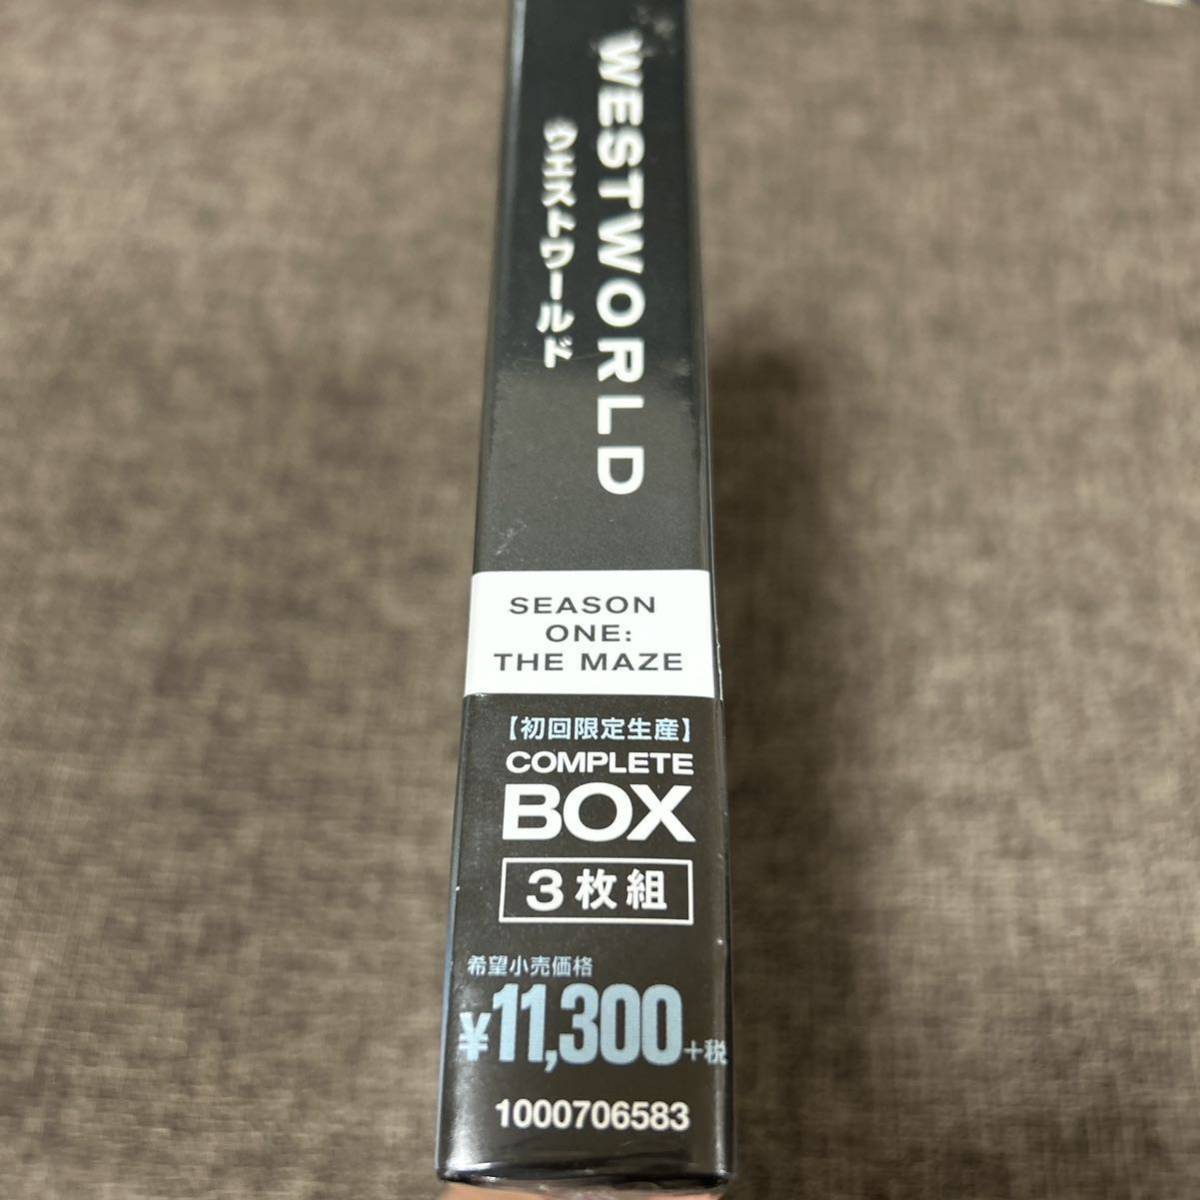 WESTWORLD
ウエストワールド
SEASON
ONE:
THE MAZE
【初回限定生産】
COMPLETE
BOX
3枚組
希望小売価格
¥11,300+税
1000706583